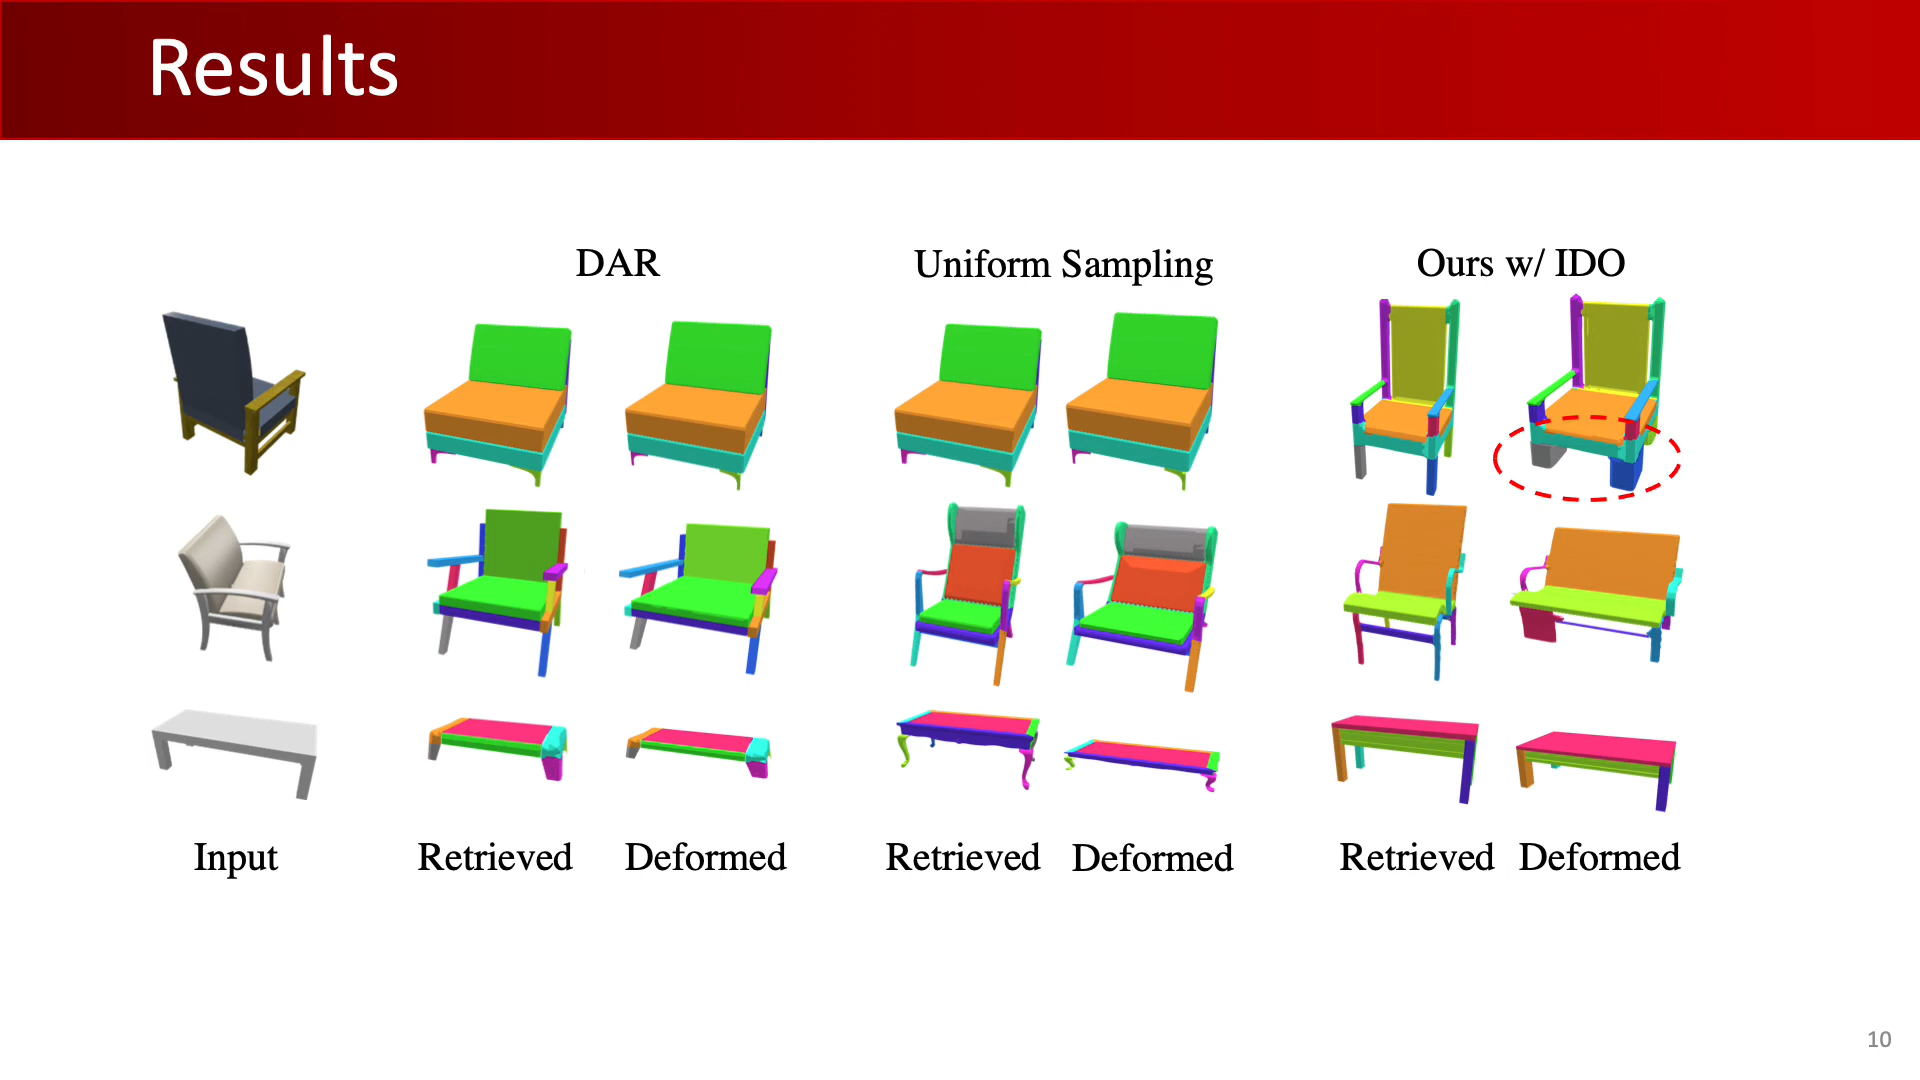 Results
DAR
Uniform Sampling
Ours w/ IDO
Input
Retrieved
Deformed
Retrieved
Deformed
Retrieved
Deformed
10